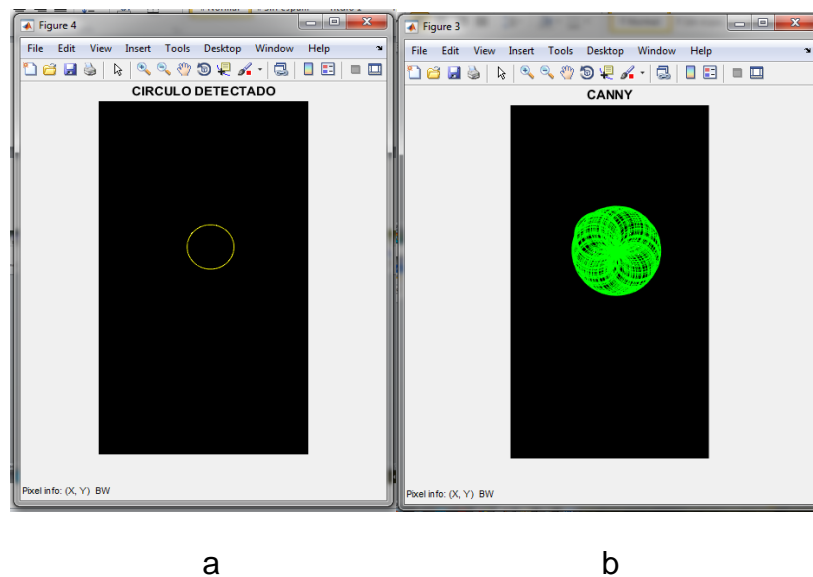 Figure 4
File Edit View Insert Tools Desktop Window Help
CIRCULO DETECTADO
Pixel info: (X, Y) BW
Figure 3
File Edit View Insert Tools Desktop Window Help
CANNY
Pixel info: (X, Y) BW
a
b